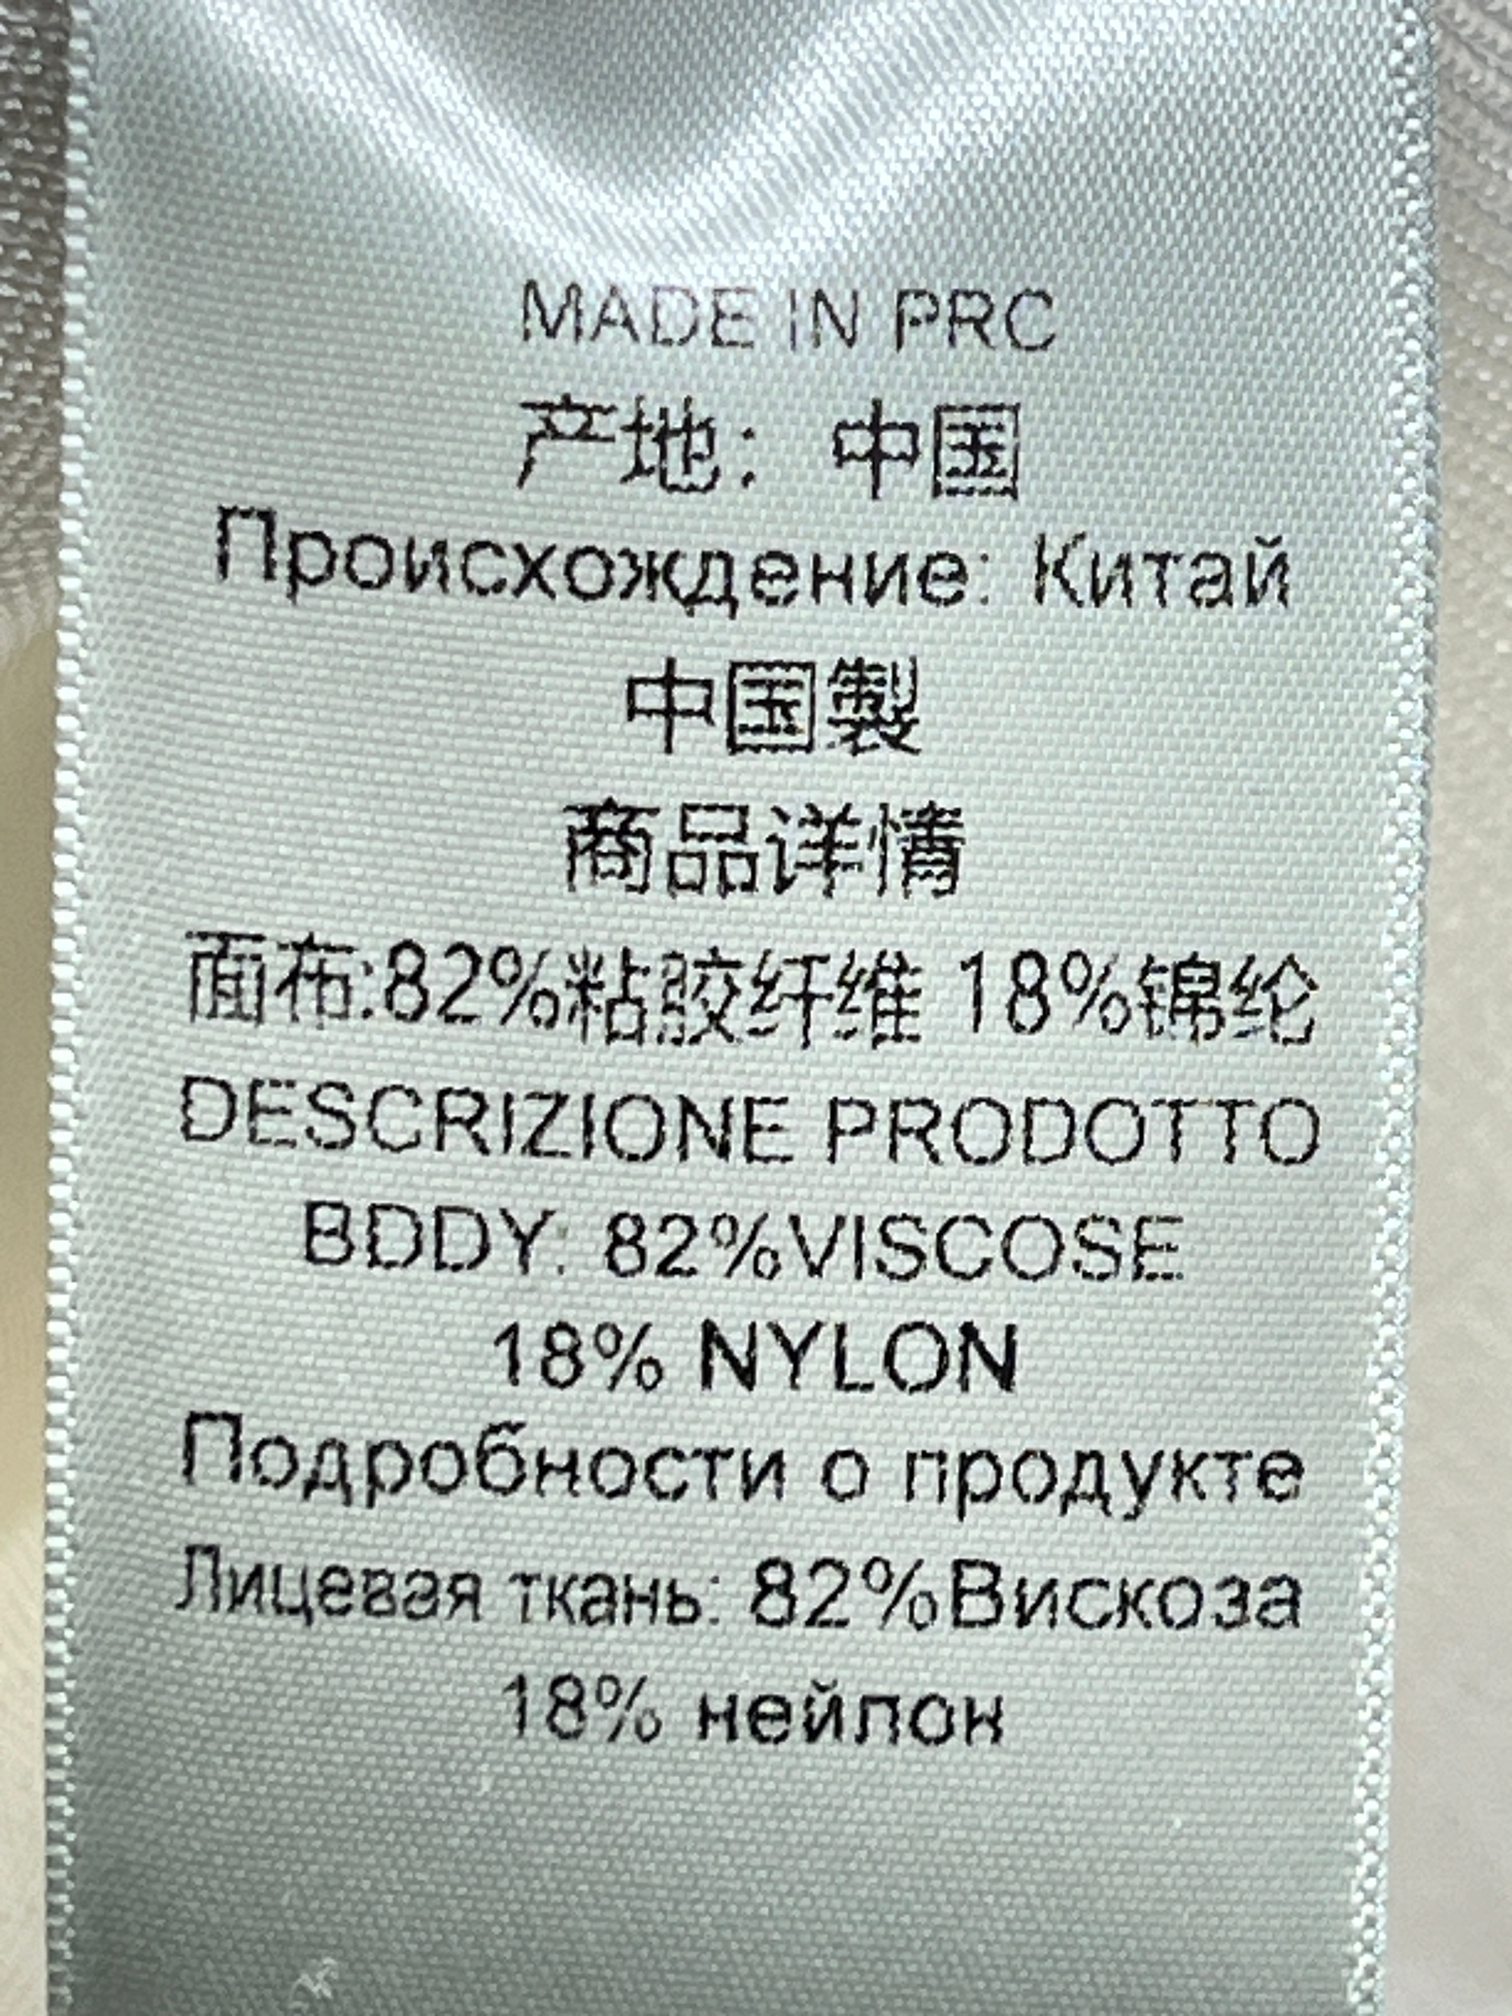 MADE IN PRC
产地：中国
Происхождение: Китай
中国製
商品详情
面布:82%粘胶纤维 18%锦纶
DESCRIZIONE PRODOTTO
BDDY: 82%VISCOSE
18% NYLON
Подробности о продукте
Лицевая ткань: 82%Вискоза
18% нейлон